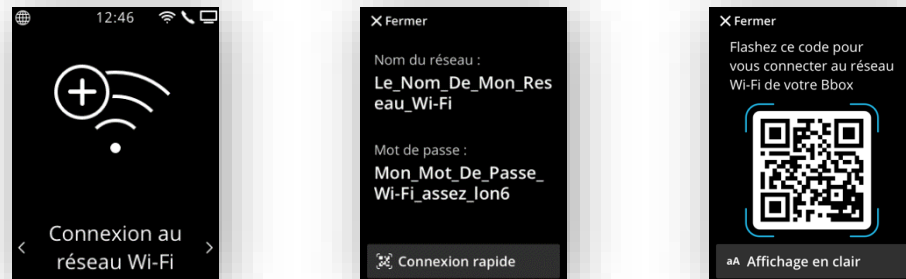 12:46
Connexion au
réseau Wi-Fi
Fermer
Nom du réseau :
Le_Nom_De_Mon_Res
eau_Wi-Fi
Mot de passe :
Mon_Mot_De_Passe_
Wi-Fi_assez_lon6
Connexion rapide
Fermer
Flashez ce code pour
vous connecter au réseau
Wi-Fi de votre Bbox
aA Affichage en clair